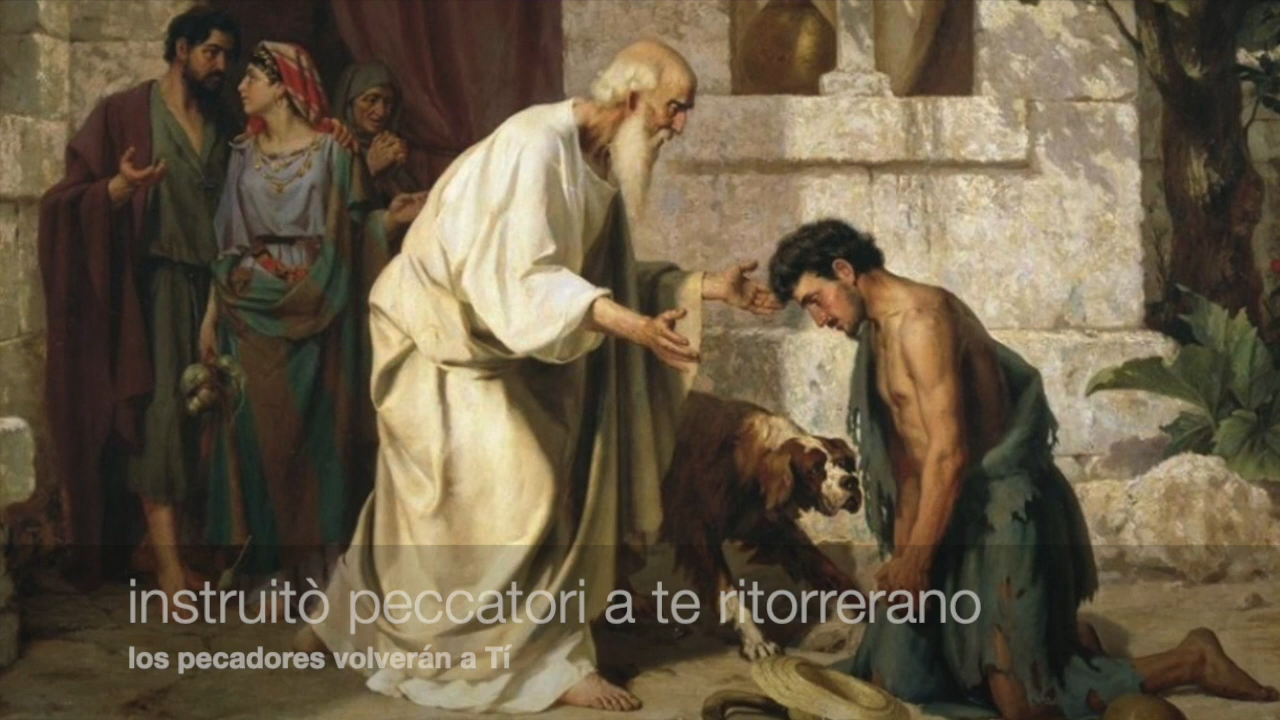 instruitò peccatori a te ritorrerano
los pecadores volverán a Tí